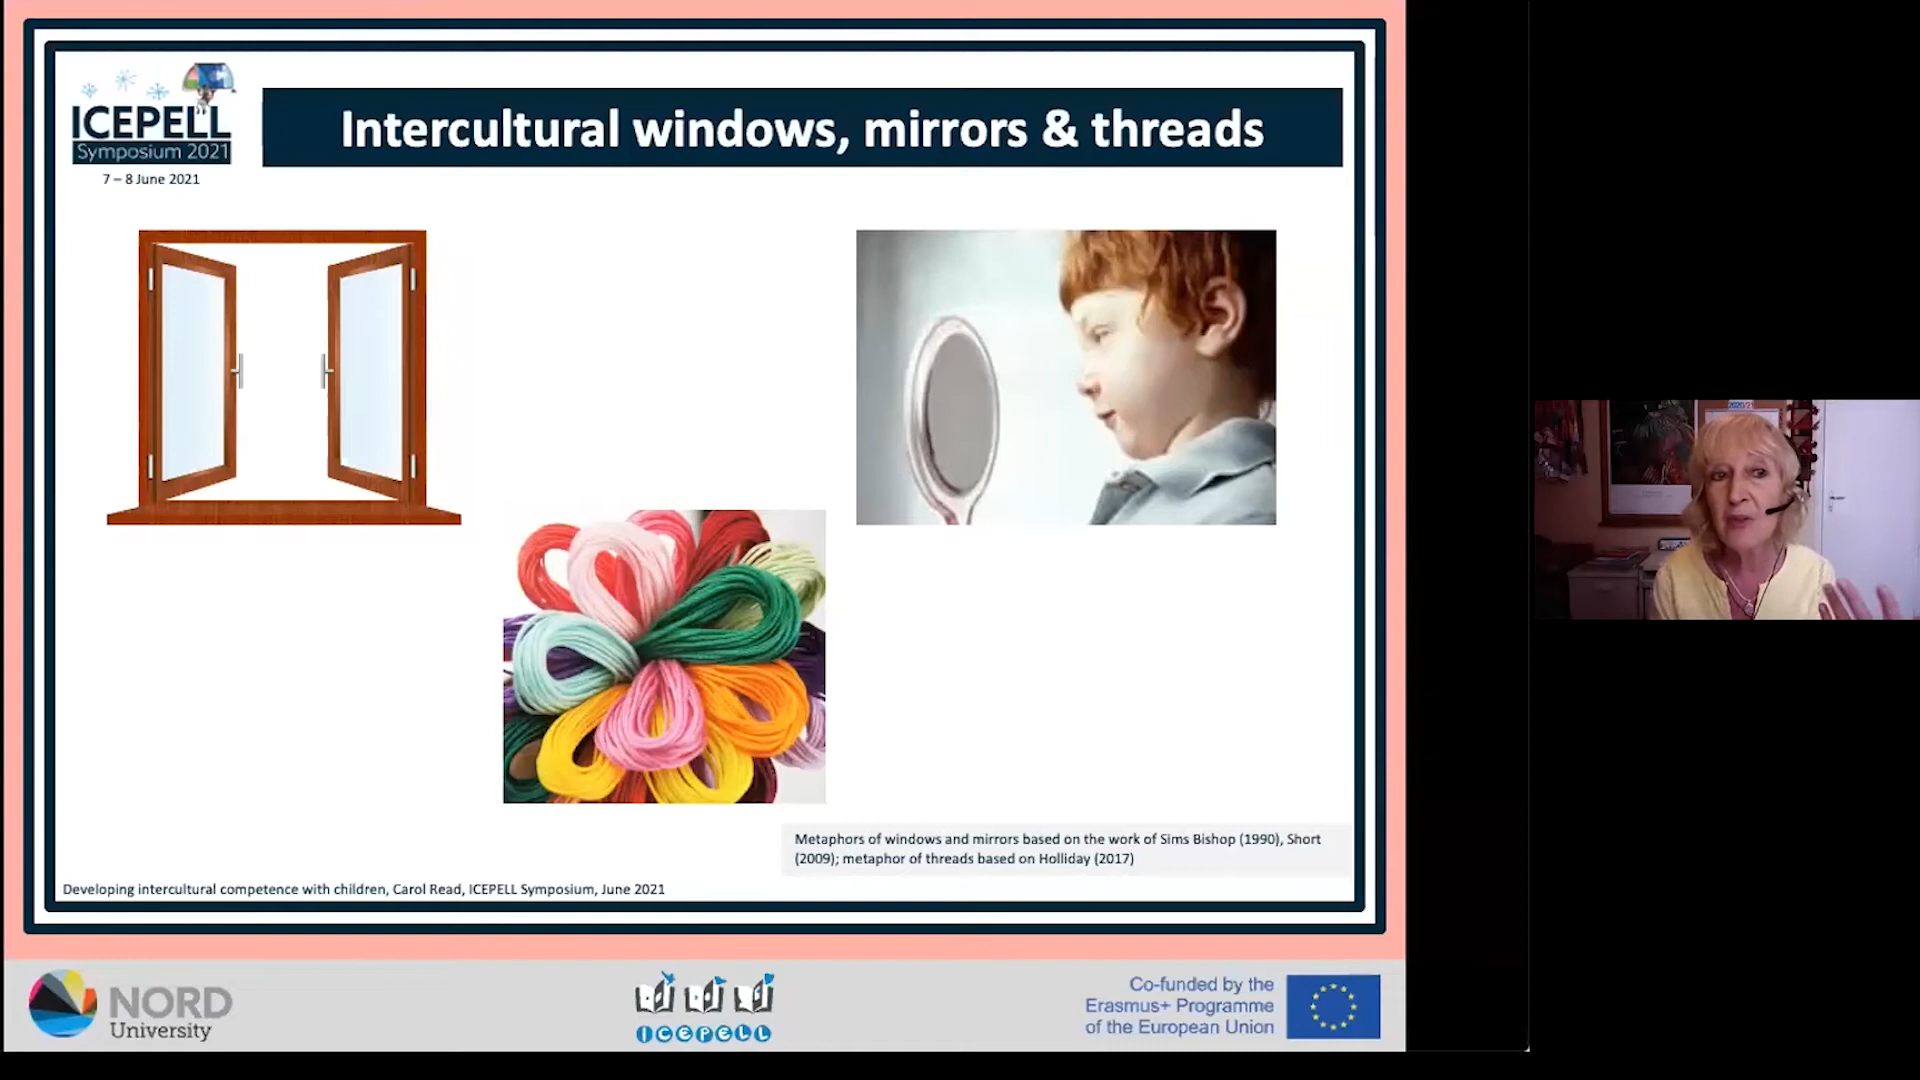 ICEPELL
Symposium 2021
7 – 8 June 2021
Intercultural windows, mirrors & threads
Metaphors of windows and mirrors based on the work of Sims Bishop (1990), Short
(2009); metaphor of threads based on Holliday (2017)
Developing intercultural competence with children, Carol Read, ICEPELL Symposium, June 2021
NORD
University
ICEPELL
Co-funded by the
Erasmus+ Programme
of the European Union
2020/21